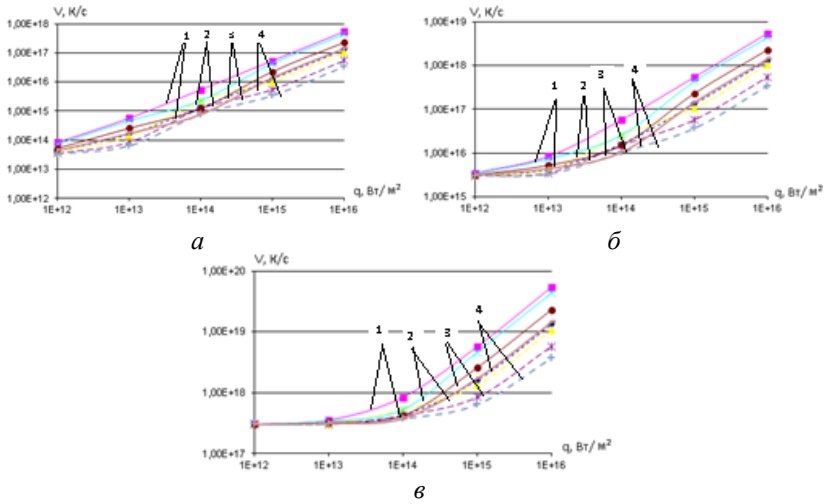 V, К/с
1,00E+18
1,00E+17
1,00E+16
1,00E+15
1,00E+14
1,00E+13
1,00E+12
1 2 3 4
q, Вт/ м²
1E+12 1E+13 1E+14 1E+15 1E+16
а
V, К/с
1,00E+19
1,00E+18
1,00E+17
1,00E+16
1,00E+15
1 2 3 4
q, Вт/ м²
1E+12 1E+13 1E+14 1E+15 1E+16
б
V, К/с
1,00E+20
1,00E+19
1,00E+18
1,00E+17
1 2 3 4
q, Вт/ м²
1E+12 1E+13 1E+14 1E+15 1E+16
в